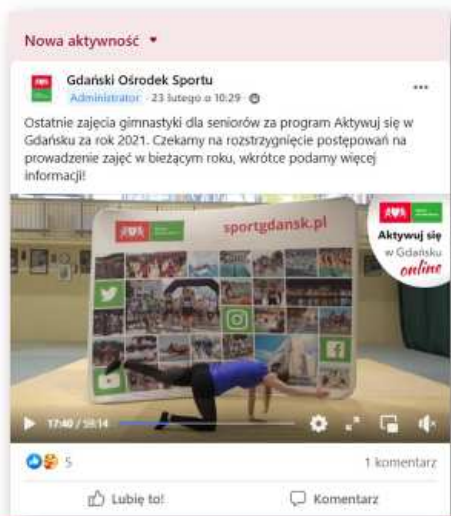 Nowa aktywność
Gdański Ośrodek Sportu
Administrator · 23 lutego o 10:29 ·
Ostatnie zajęcia gimnastyki dla seniorów za program Aktywuj się w
Gdańsku za rok 2021. Czekamy na rozstrzygnięcie postępowań na
prowadzenie zajęć w bieżącym roku, wkrótce podamy więcej
informacji!
sportgdansk.pl
Aktywuj się
w Gdańsku
online
17:40 / 59:14
5
1 komentarz
Lubię to!
Komentarz